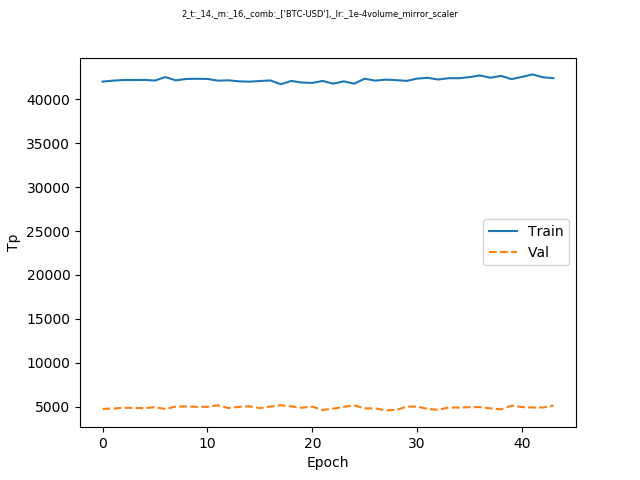 2_t:_14,_m:_16,_comb:_['BTC-USD'],_lr:_1e-4volume_mirror_scaler
40000
35000
30000
25000
20000
15000
10000
5000
Tp
Train
Val
0 10 20 30 40
Epoch